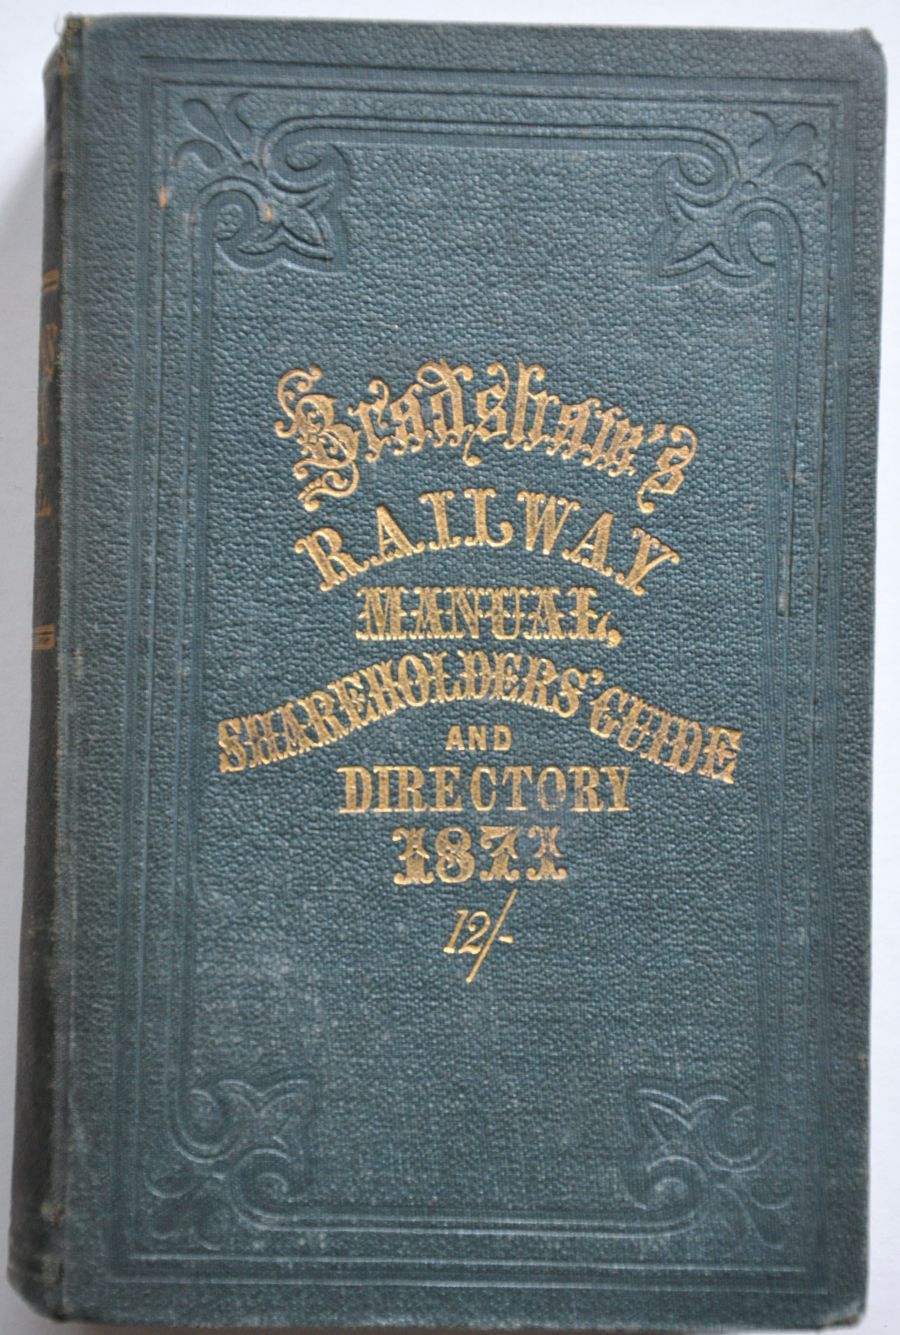 Bradshaw's
RAILWAY
MANUAL,
SHAREHOLDERS' GUIDE
AND
DIRECTORY
1871
12/-